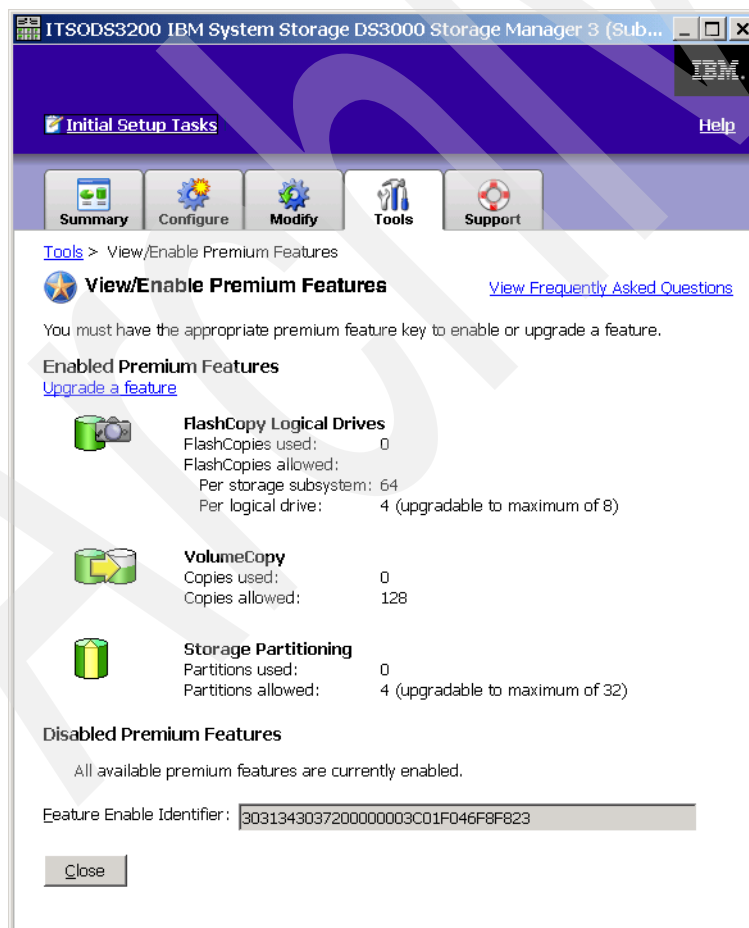 ITSODS3200 IBM System Storage DS3000 Storage Manager 3 (Sub...
IBM.
Initial Setup Tasks
Help
Summary
Configure
Modify
Tools
Support
Tools > View/Enable Premium Features
View/Enable Premium Features
View Frequently Asked Questions
You must have the appropriate premium feature key to enable or upgrade a feature.
Enabled Premium Features
Upgrade a feature
FlashCopy Logical Drives
FlashCopies used: 0
FlashCopies allowed:
Per storage subsystem: 64
Per logical drive: 4 (upgradable to maximum of 8)
VolumeCopy
Copies used: 0
Copies allowed: 128
Storage Partitioning
Partitions used: 0
Partitions allowed: 4 (upgradable to maximum of 32)
Disabled Premium Features
All available premium features are currently enabled.
Feature Enable Identifier: 3031343037200000003C01F046F8F823
Close